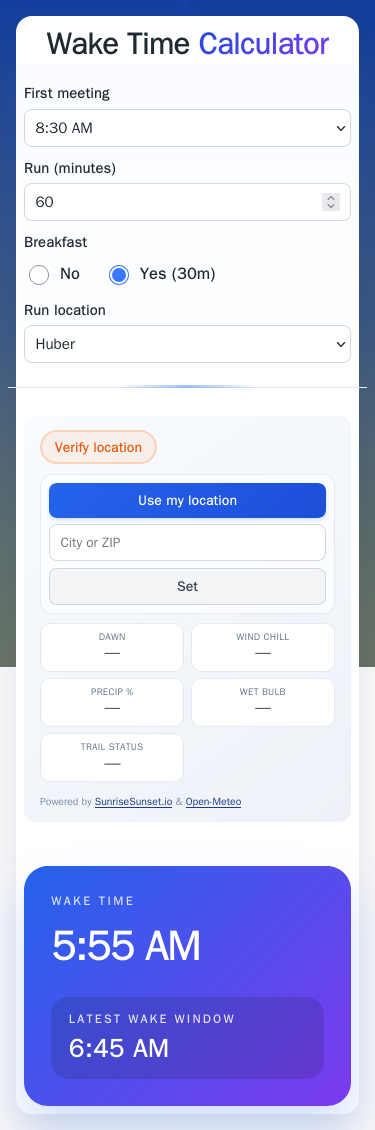 Wake Time Calculator
First meeting
8:30 AM
Run (minutes)
60
Breakfast
No
Yes (30m)
Run location
Huber
Verify location
Use my location
City or ZIP
Set
DAWN
—
WIND CHILL
—
PRECIP %
—
WET BULB
—
TRAIL STATUS
—
Powered by SunriseSunset.io & Open-Meteo
WAKE TIME
5:55 AM
LATEST WAKE WINDOW
6:45 AM